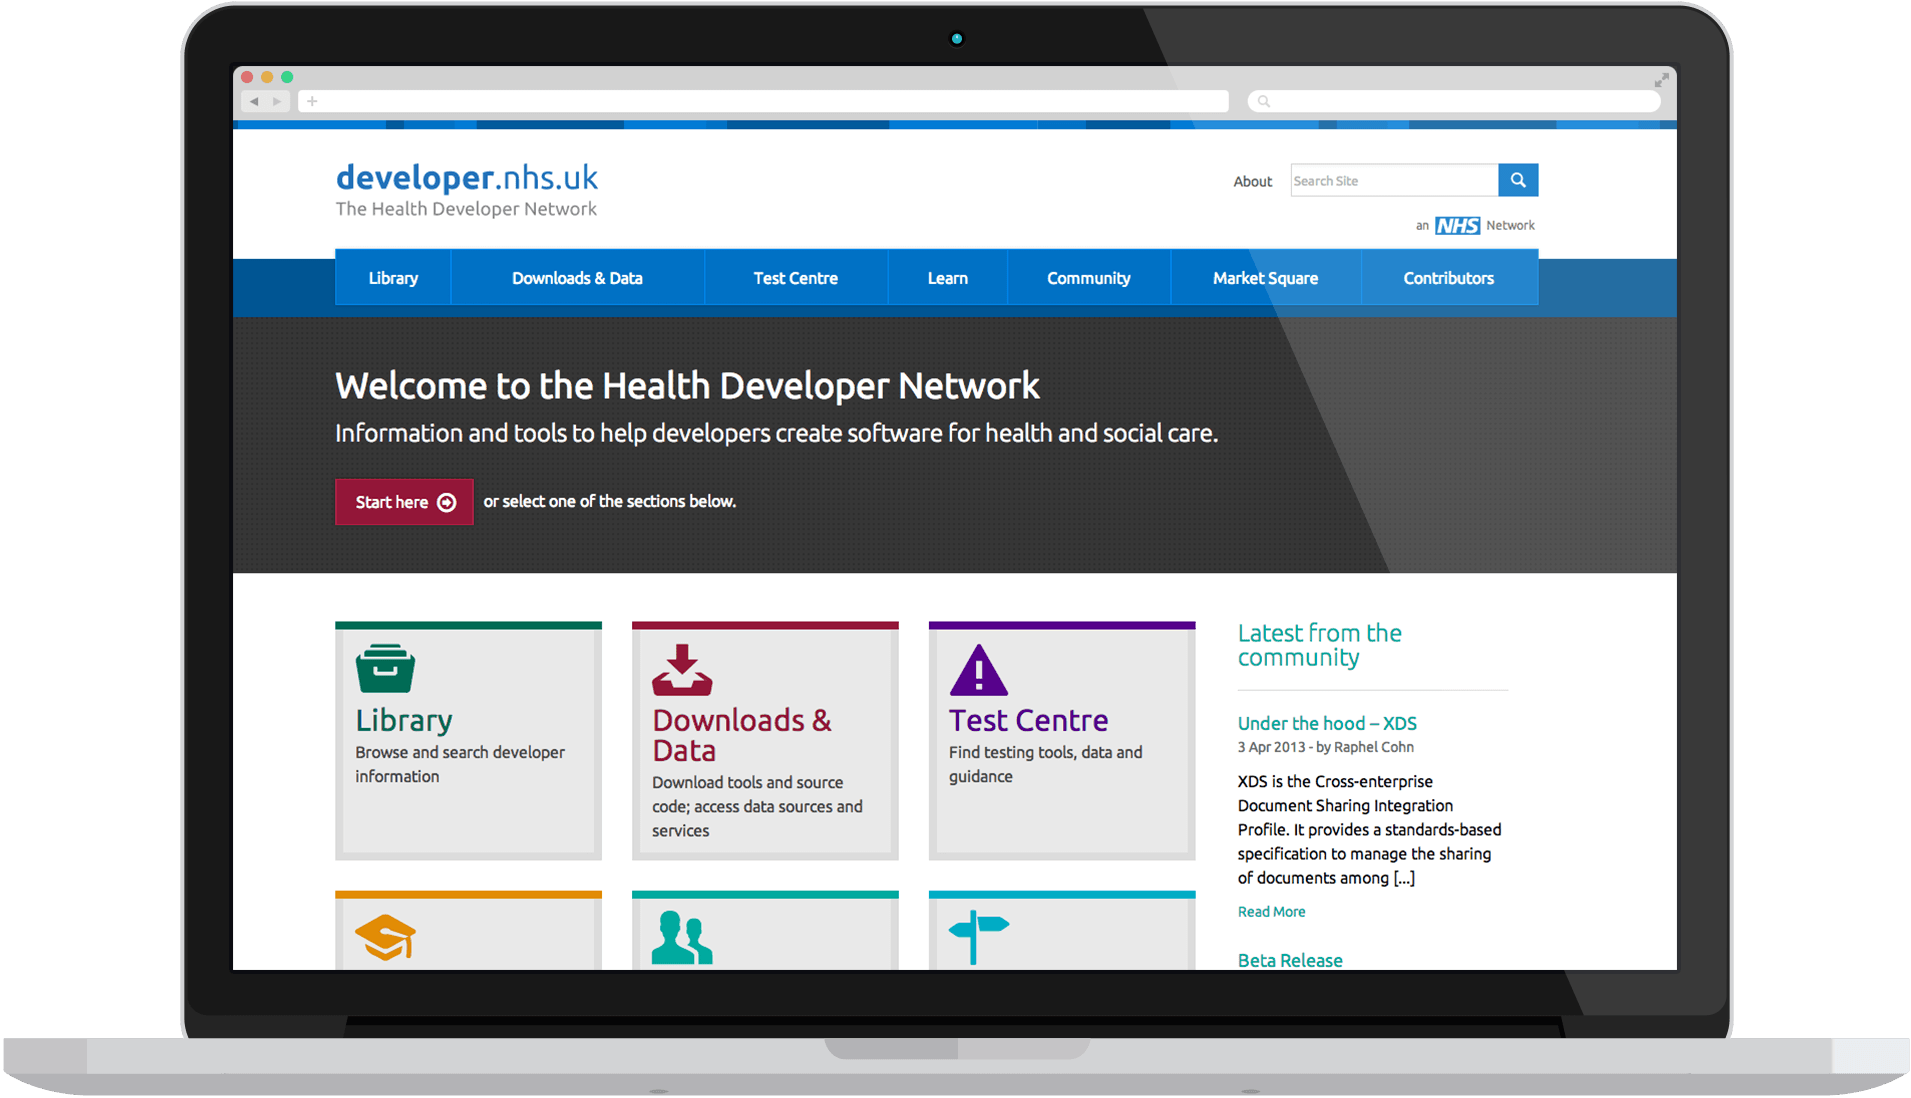 developer.nhs.uk
The Health Developer Network
About
Search Site
an NHS Network
Library
Downloads & Data
Test Centre
Learn
Community
Market Square
Contributors
Welcome to the Health Developer Network
Information and tools to help developers create software for health and social care.
Start here
or select one of the sections below.
Library
Browse and search developer
information
Downloads &
Data
Download tools and source
code; access data sources and
services
Test Centre
Find testing tools, data and
guidance
Latest from the
community
Under the hood – XDS
3 Apr 2013 - by Raphel Cohn
XDS is the Cross-enterprise
Document Sharing Integration
Profile. It provides a standards-based
specification to manage the sharing
of documents among [...]
Read More
Beta Release